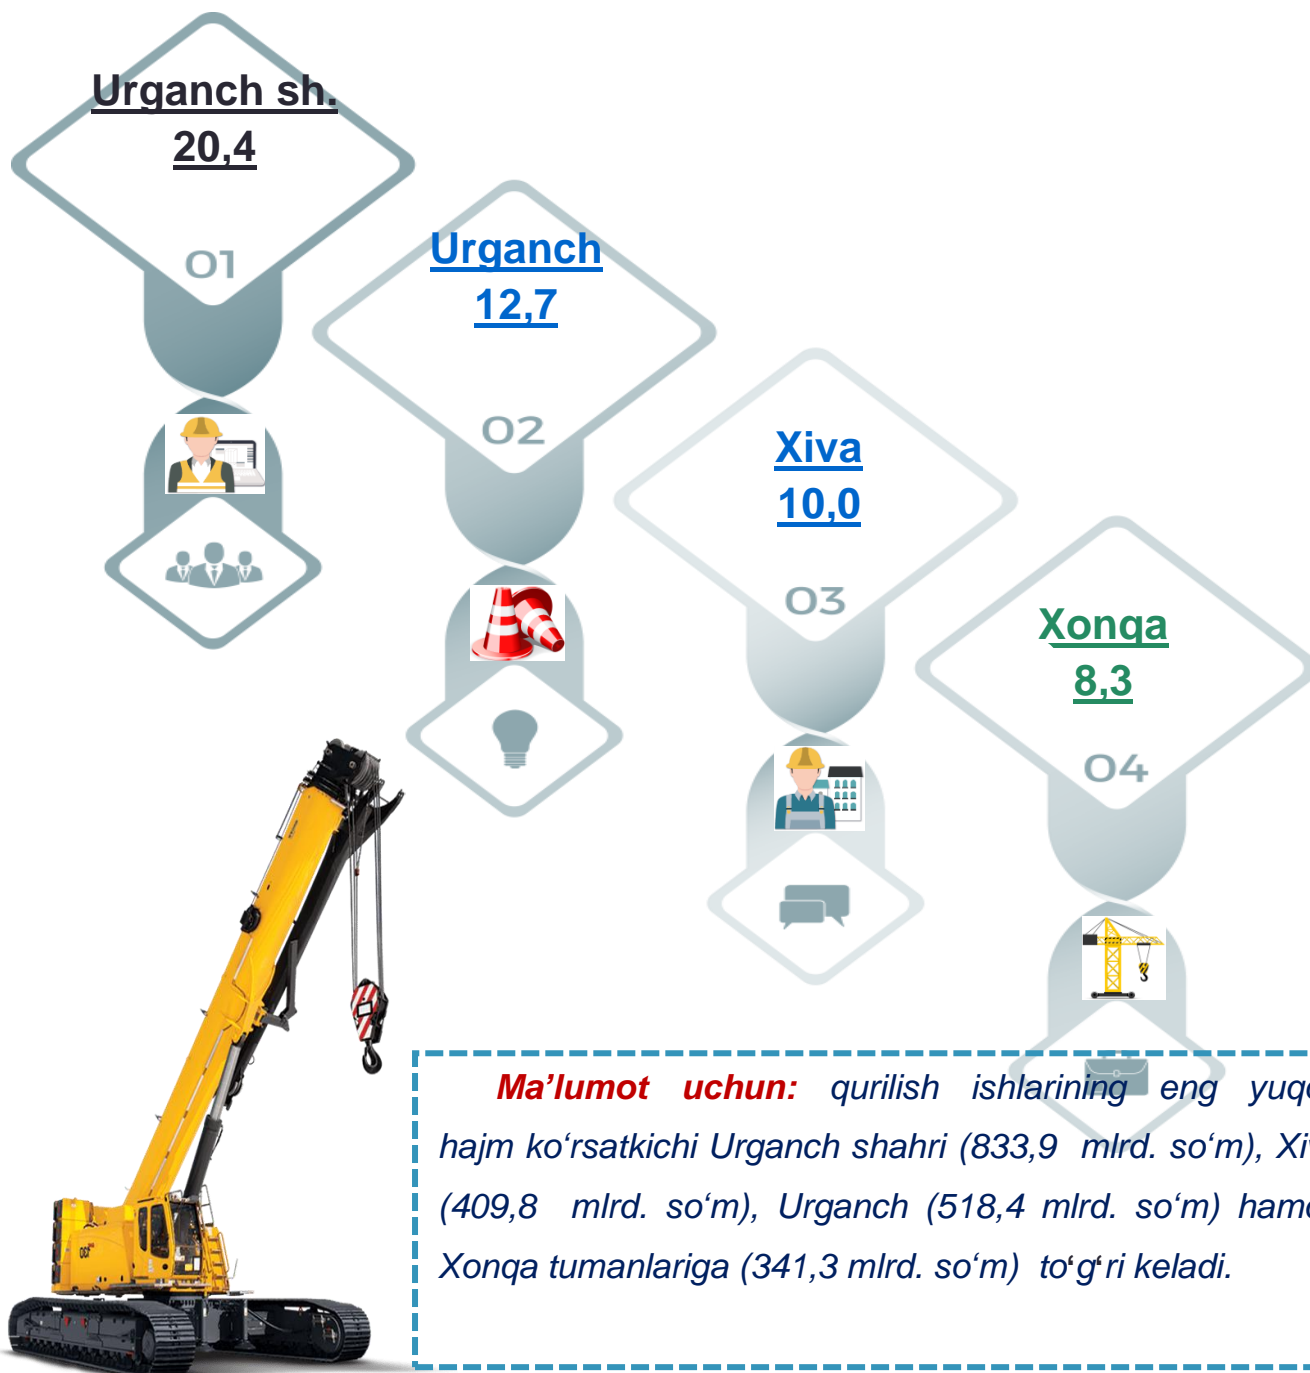 Urganch sh.
20,4
01
Urganch
12,7
02
Xiva
10,0
03
Xonqa
8,3
04
Ma’lumot uchun: qurilish ishlarining eng
hajm ko‘rsatkichi Urganch shahri (833,9 mlrd. so‘m),
(409,8 mlrd. so‘m), Urganch (518,4 mlrd. so‘m)
Xonqa tumanlariga (341,3 mlrd. so‘m) to‘g‘ri keladi.